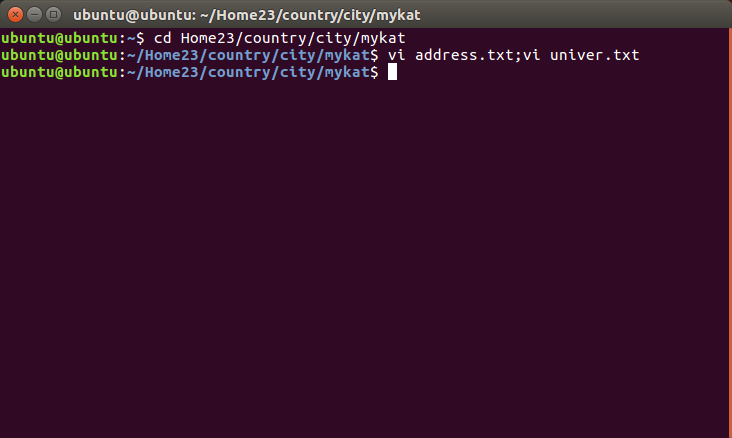 ubuntu@ubuntu: ~/Home23/country/city/mykat
ubuntu@ubuntu:~$ cd Home23/country/city/mykat
ubuntu@ubuntu:~/Home23/country/city/mykat$ vi address.txt;vi univer.txt
ubuntu@ubuntu:~/Home23/country/city/mykat$